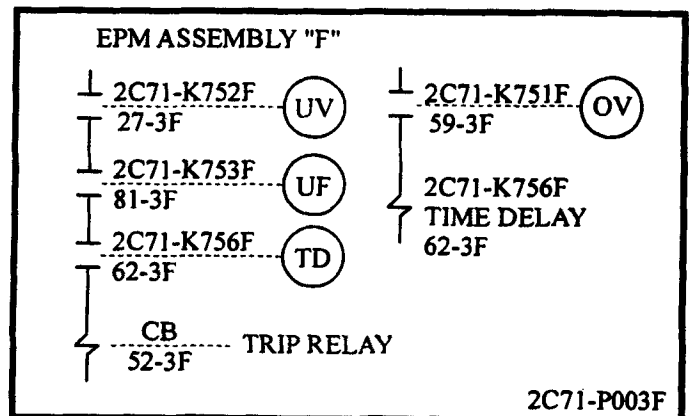 EPM ASSEMBLY "F"
2C71-K752F
27-3F
UV
2C71-K753F
81-3F
UF
2C71-K756F
62-3F
TD
CB
52-3F
TRIP RELAY
2C71-K751F
59-3F
OV
2C71-K756F
TIME DELAY
62-3F
2C71-P003F